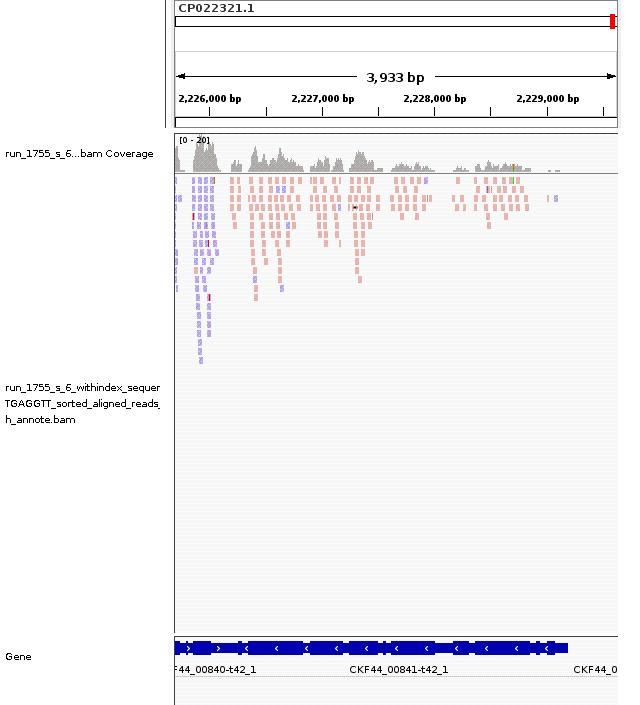 CP022321.1
3,933 bp
2,226,000 bp 2,227,000 bp 2,228,000 bp 2,229,000 bp
[0 - 20]
run_1755_s_6...bam Coverage
run_1755_s_6_withindex_sequer
TGAGGTT_sorted_aligned_reads_
h_annote.bam
Gene
F44_00840-t42_1 CKF44_00841-t42_1 CKF44_0